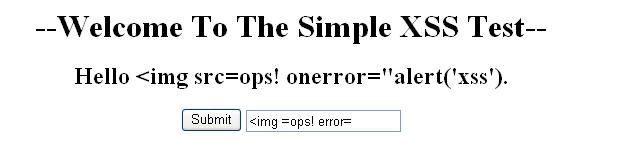 --Welcome To The Simple XSS Test--
Hello <img src=ops! onerror="alert('xss').
Submit <img =ops! error=